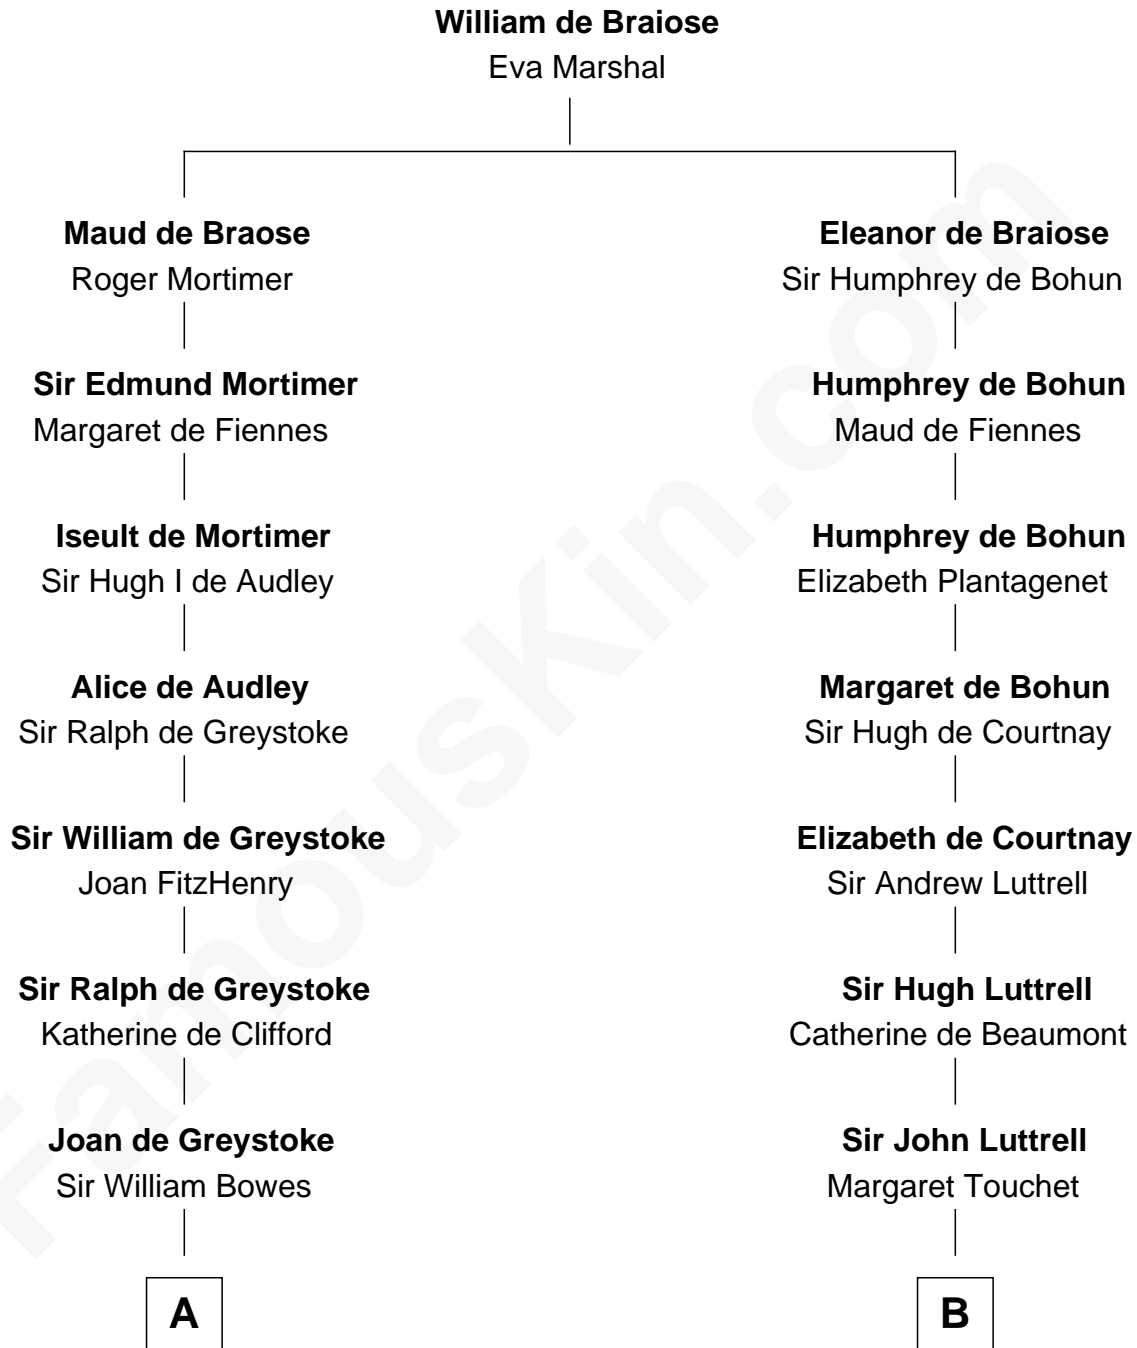 William de Braiose
Eva Marshal
Maud de Braose
Roger Mortimer
Eleanor de Braiose
Sir Humphrey de Bohun
Sir Edmund Mortimer
Margaret de Fiennes
Humphrey de Bohun
Maud de Fiennes
Iseult de Mortimer
Sir Hugh I de Audley
Humphrey de Bohun
Elizabeth Plantagenet
Alice de Audley
Sir Ralph de Greystoke
Margaret de Bohun
Sir Hugh de Courtnay
Sir William de Greystoke
Joan FitzHenry
Elizabeth de Courtnay
Sir Andrew Luttrell
Sir Ralph de Greystoke
Katherine de Clifford
Sir Hugh Luttrell
Catherine de Beaumont
Joan de Greystoke
Sir William Bowes
Sir John Luttrell
Margaret Touchet
A
B
FamousKin.com